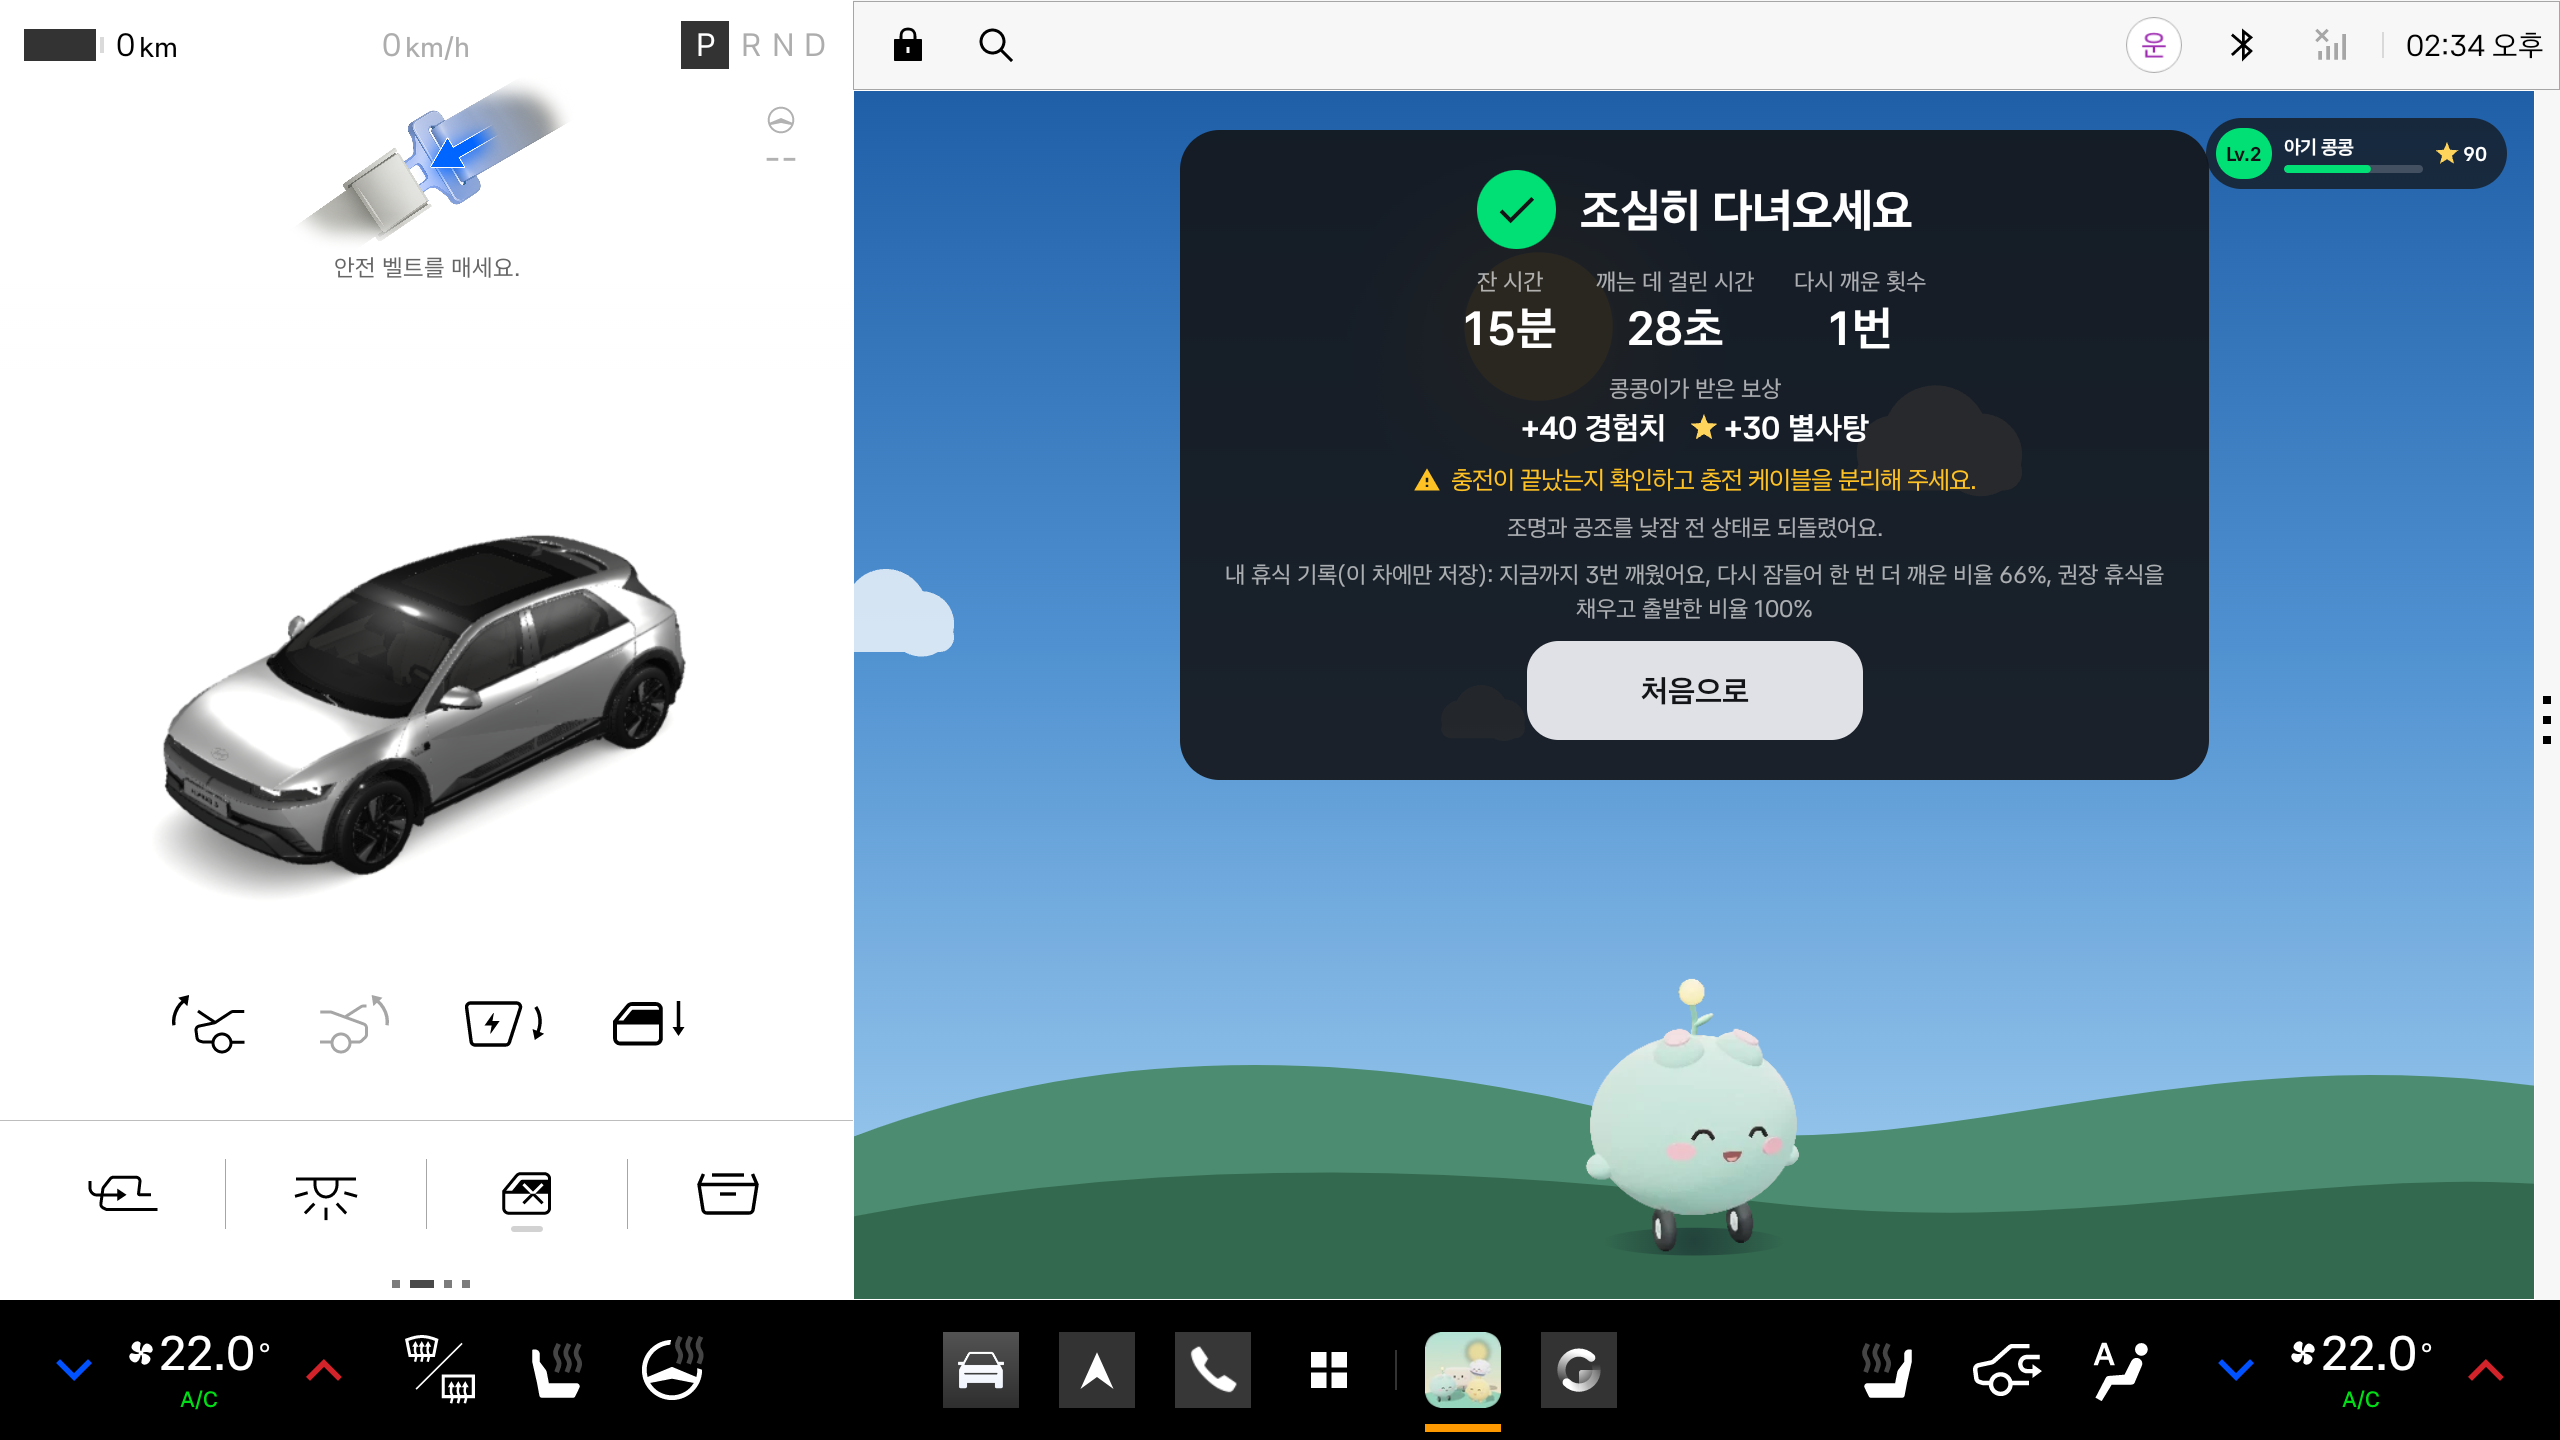 0 km
0 km/h
P R N D
안전 벨트를 매세요.
운
02:34 오후
Lv.2
아기 콩콩
90
조심히 다녀오세요
잔 시간
15분
깨는 데 걸린 시간
28초
다시 깨운 횟수
1번
콩콩이가 받은 보상
+40 경험치 +30 별사탕
충전이 끝났는지 확인하고 충전 케이블을 분리해 주세요.
조명과 공조를 낮잠 전 상태로 되돌렸어요.
내 휴식 기록(이 차에만 저장): 지금까지 3번 깨웠어요, 다시 잠들어 한 번 더 깨운 비율 66%, 권장 휴식을
채우고 출발한 비율 100%
처음으로
22.0°
A/C
A
22.0°
A/C